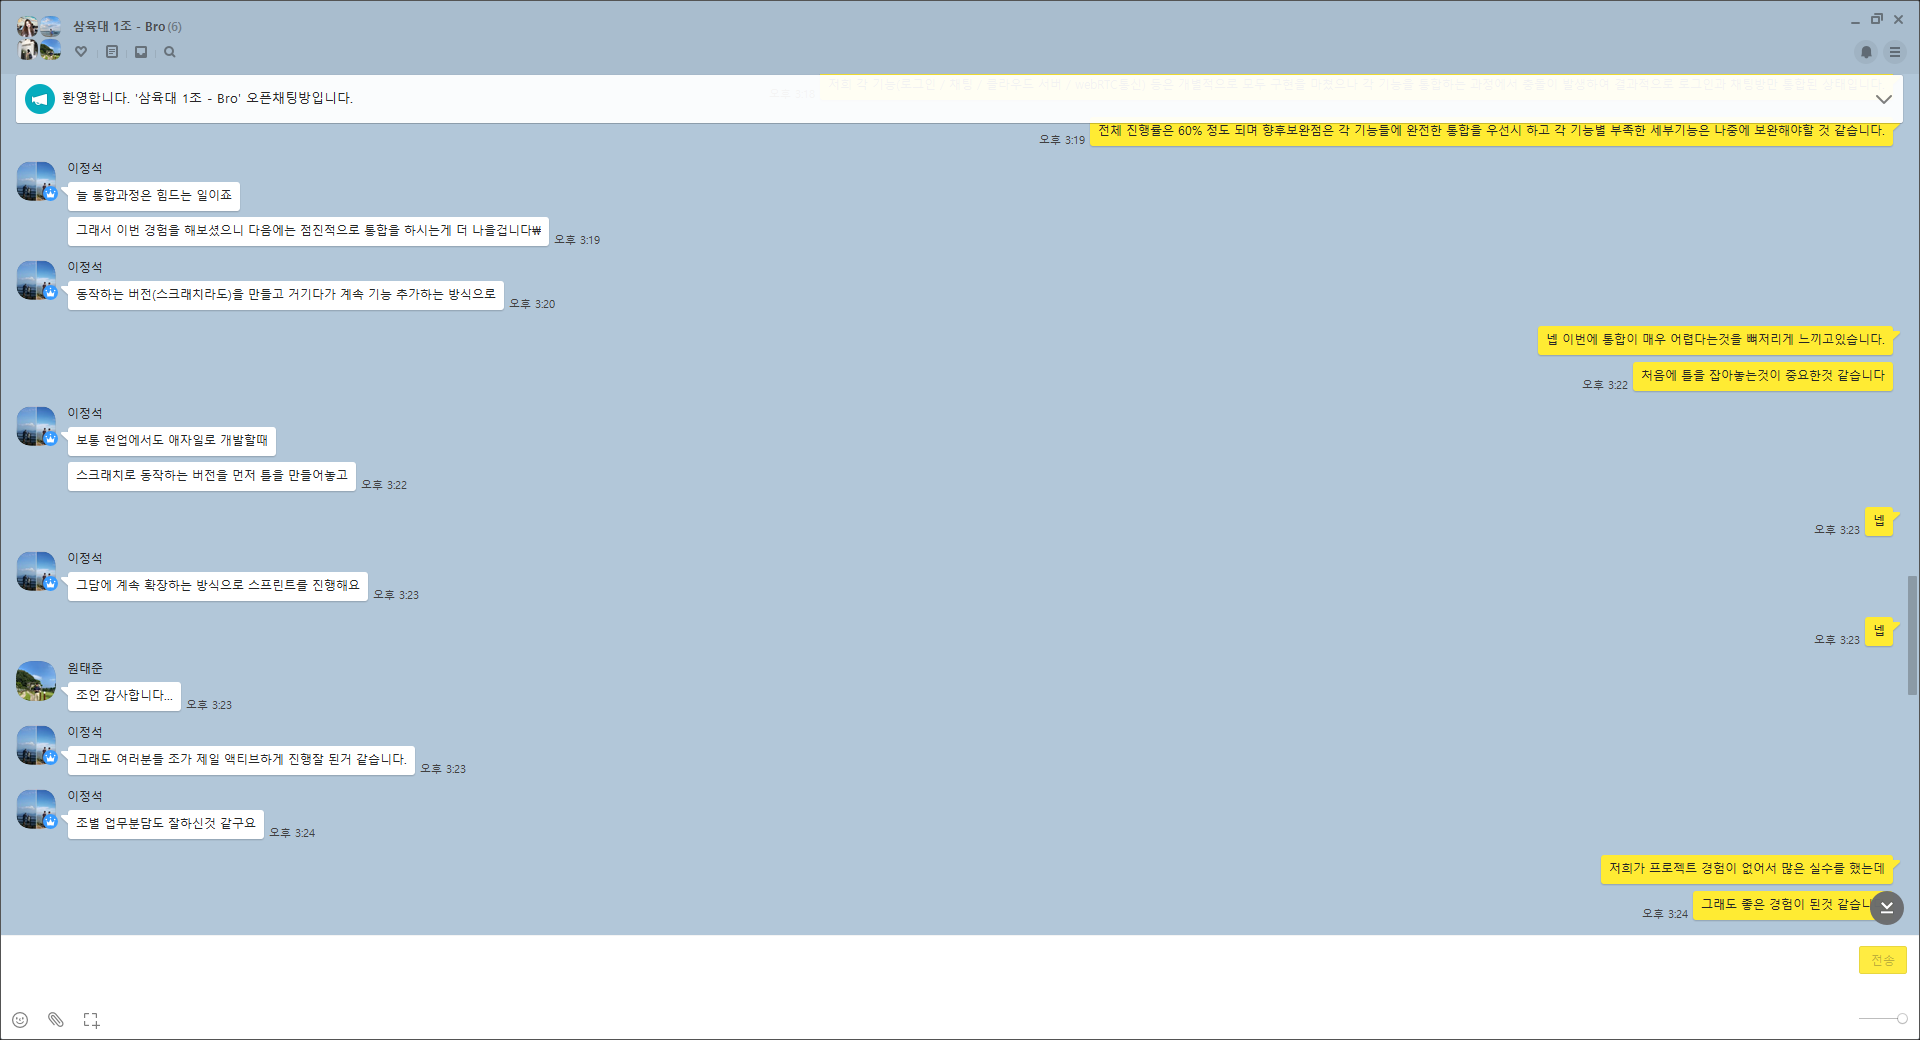 삼육대 1조 - Bro (6)
환영합니다. '삼육대 1조 - Bro' 오픈채팅방입니다.
전체 진행률은 60% 정도 되며 향후보완점은 각 기능들에 완전한 통합을 우선시 하고 각 기능별 부족한 세부기능은 나중에 보완해야할 것 같습니다.
오후 3:19
이정석
늘 통합과정은 힘드는 일이죠
그래서 이번 경험을 해보셨으니 다음에는 점진적으로 통합을 하시는게 더 나을겁니다₩
오후 3:19
이정석
동작하는 버전(스크래치라도)을 만들고 거기다가 계속 기능 추가하는 방식으로
오후 3:20
넵 이번에 통합이 매우 어렵다는것을 뼈저리게 느끼고있습니다.
처음에 틀을 잡아놓는것이 중요한것 같습니다
오후 3:22
이정석
보통 현업에서도 애자일로 개발할때
스크래치로 동작하는 버전을 먼저 틀을 만들어놓고
오후 3:22
넵
오후 3:23
이정석
그담에 계속 확장하는 방식으로 스프린트를 진행해요
오후 3:23
넵
오후 3:23
원태준
조언 감사합니다...
오후 3:23
이정석
그래도 여러분들 조가 제일 액티브하게 진행잘 된거 같습니다.
오후 3:23
이정석
조별 업무분담도 잘하신것 같구요
오후 3:24
저희가 프로젝트 경험이 없어서 많은 실수를 했는데
그래도 좋은 경험이 된것
오후 3:24
전송